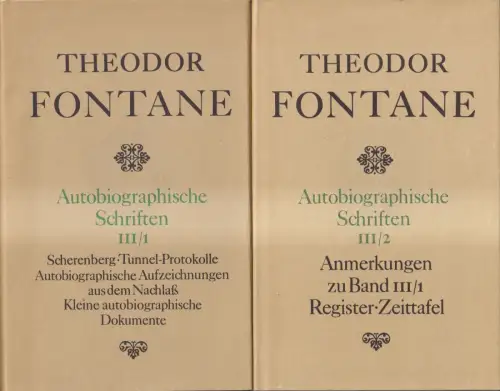 THEODOR
FONTANE
Autobiographische
Schriften
III/1
Scherenberg·Tunnel-Protokolle
Autobiographische Aufzeichnungen
aus dem Nachlaß
Kleine autobiographische
Dokumente
THEODOR
FONTANE
Autobiographische
Schriften
III/2
Anmerkungen
zu Band III/1
Register·Zeittafel